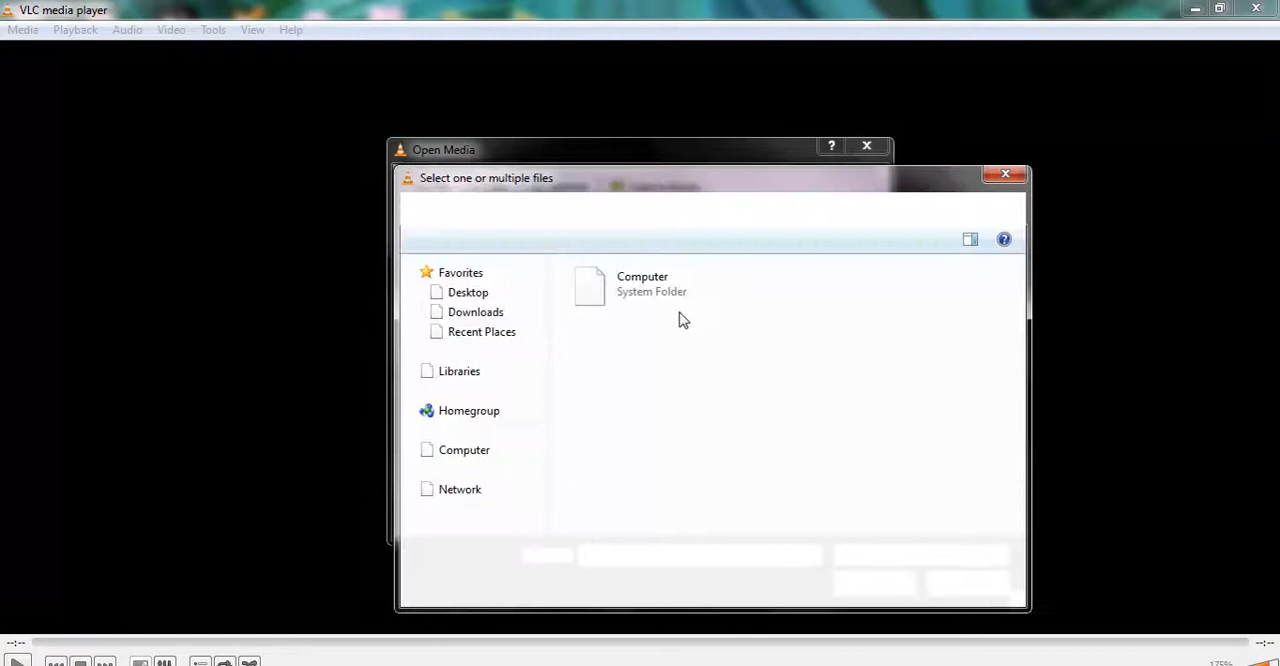 VLC media player
Media Playback Audio Video Tools View Help
Open Media
?
Select one or multiple files
?
Favorites
Desktop
Downloads
Recent Places
Libraries
Homegroup
Computer
Network
Computer
System Folder
--:-- --:--
175%